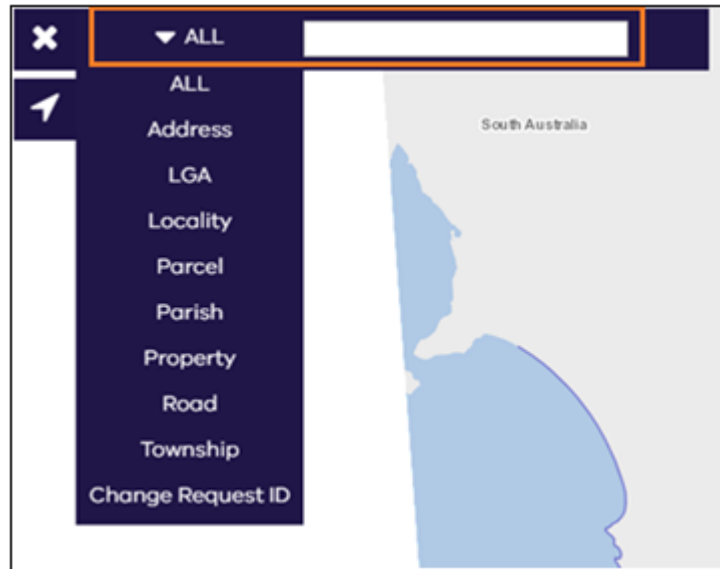 ALL
ALL
Address
LGA
Locality
Parcel
Parish
Property
Road
Township
Change Request ID
South Australia